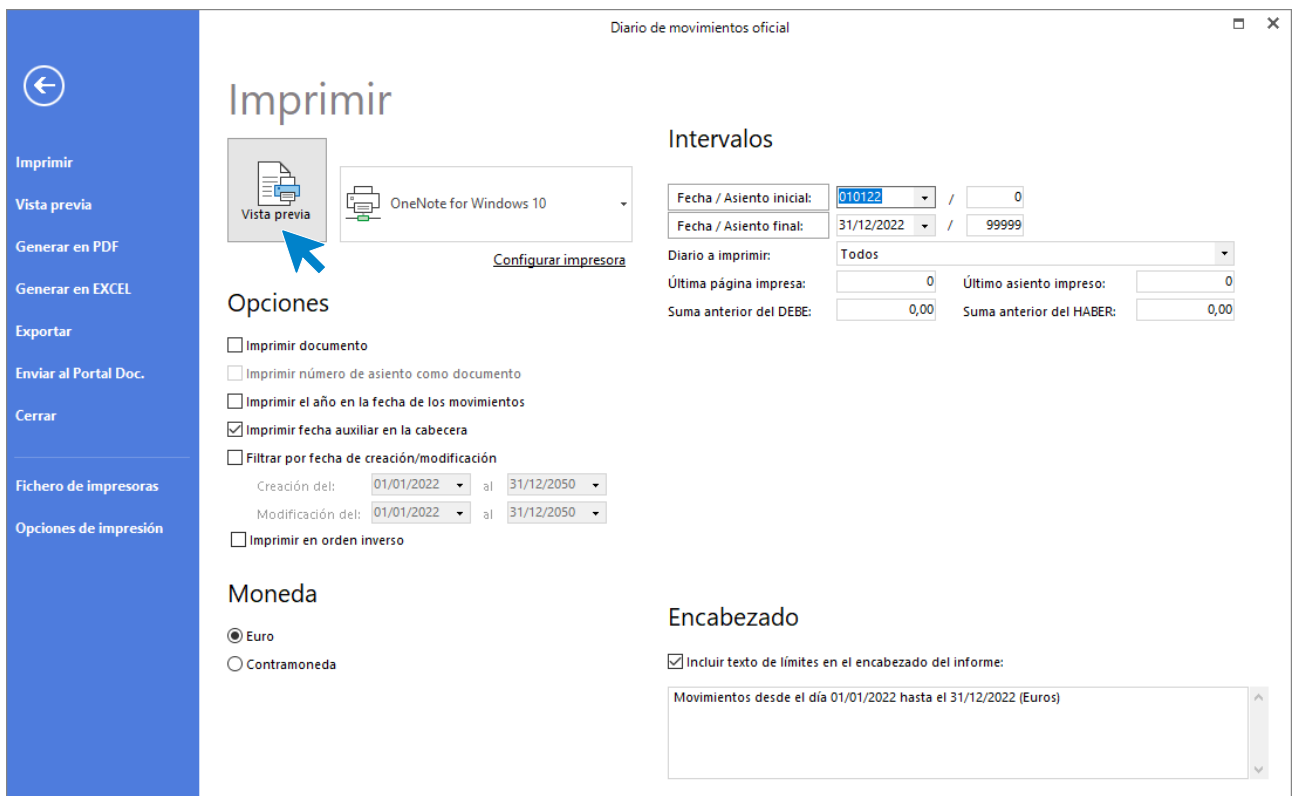 Diario de movimientos oficial
Imprimir
Vista previa
Generar en PDF
Generar en EXCEL
Exportar
Enviar al Portal Doc.
Cerrar
Fichero de impresoras
Opciones de impresión
Imprimir
Vista previa
OneNote for Windows 10
Configurar impresora
Opciones
Imprimir documento
Imprimir número de asiento como documento
Imprimir el año en la fecha de los movimientos
Imprimir fecha auxiliar en la cabecera
Filtrar por fecha de creación/modificación
Creación del: 01/01/2022 al 31/12/2050
Modificación del: 01/01/2022 al 31/12/2050
Imprimir en orden inverso
Moneda
Euro
Contramoneda
Intervalos
Fecha / Asiento inicial: 010122 / 0
Fecha / Asiento final: 31/12/2022 / 99999
Diario a imprimir: Todos
Última página impresa: 0 Último asiento impreso: 0
Suma anterior del DEBE: 0,00 Suma anterior del HABER: 0,00
Encabezado
Incluir texto de límites en el encabezado del informe:
Movimientos desde el día 01/01/2022 hasta el 31/12/2022 (Euros)